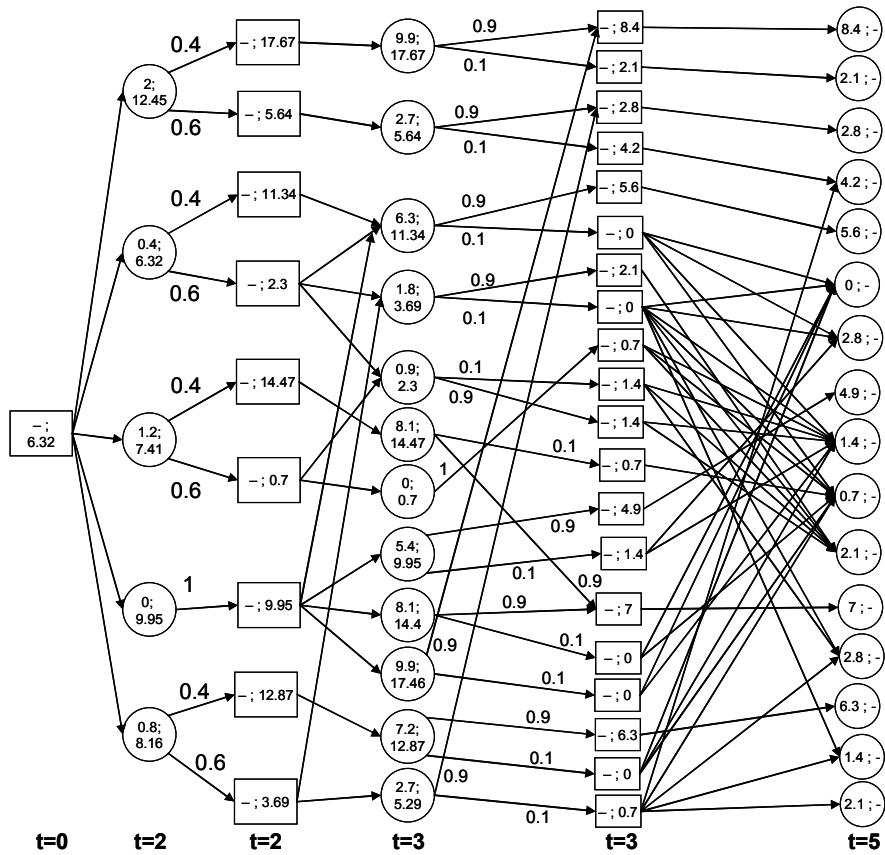 0.4
– ; 17.67
9.9;
17.67
0.9
0.1
– ; 8.4
8.4 ; -
– ; 2.1
2.1 ; -
2;
12.45
0.6
– ; 5.64
2.7;
5.64
0.9
0.1
– ; 2.8
2.8 ; -
– ; 4.2
4.2 ; -
0.4
– ; 11.34
6.3;
11.34
0.9
0.1
– ; 5.6
5.6 ; -
– ; 0
0.4;
6.32
0.6
– ; 2.3
1.8;
3.69
0.9
0.1
– ; 2.1
0 ; -
– ; 0
2.8 ; -
0.4
– ; 14.47
0.9;
2.3
0.1
0.9
– ; 0.7
– ; 1.4
4.9 ; -
– ; 1.4
1.4 ; -
– ;
6.32
1.2;
7.41
0.6
– ; 0.7
8.1;
14.47
0.1
– ; 0.7
0;
0.7
1
0.7 ; -
– ; 4.9
0.9
5.4;
9.95
0.1
– ; 1.4
2.1 ; -
0.9
0;
9.95
1
– ; 9.95
8.1;
14.4
0.9
0.1
– ; 7
7 ; -
– ; 0
2.8 ; -
9.9;
17.46
0.9
0.1
– ; 0
0.4
– ; 12.87
6.3 ; -
0.8;
8.16
0.6
7.2;
12.87
0.9
0.1
– ; 6.3
1.4 ; -
– ; 0
– ; 3.69
2.7;
5.29
0.9
0.1
– ; 0.7
2.1 ; -
t=0
t=2
t=2
t=3
t=3
t=5